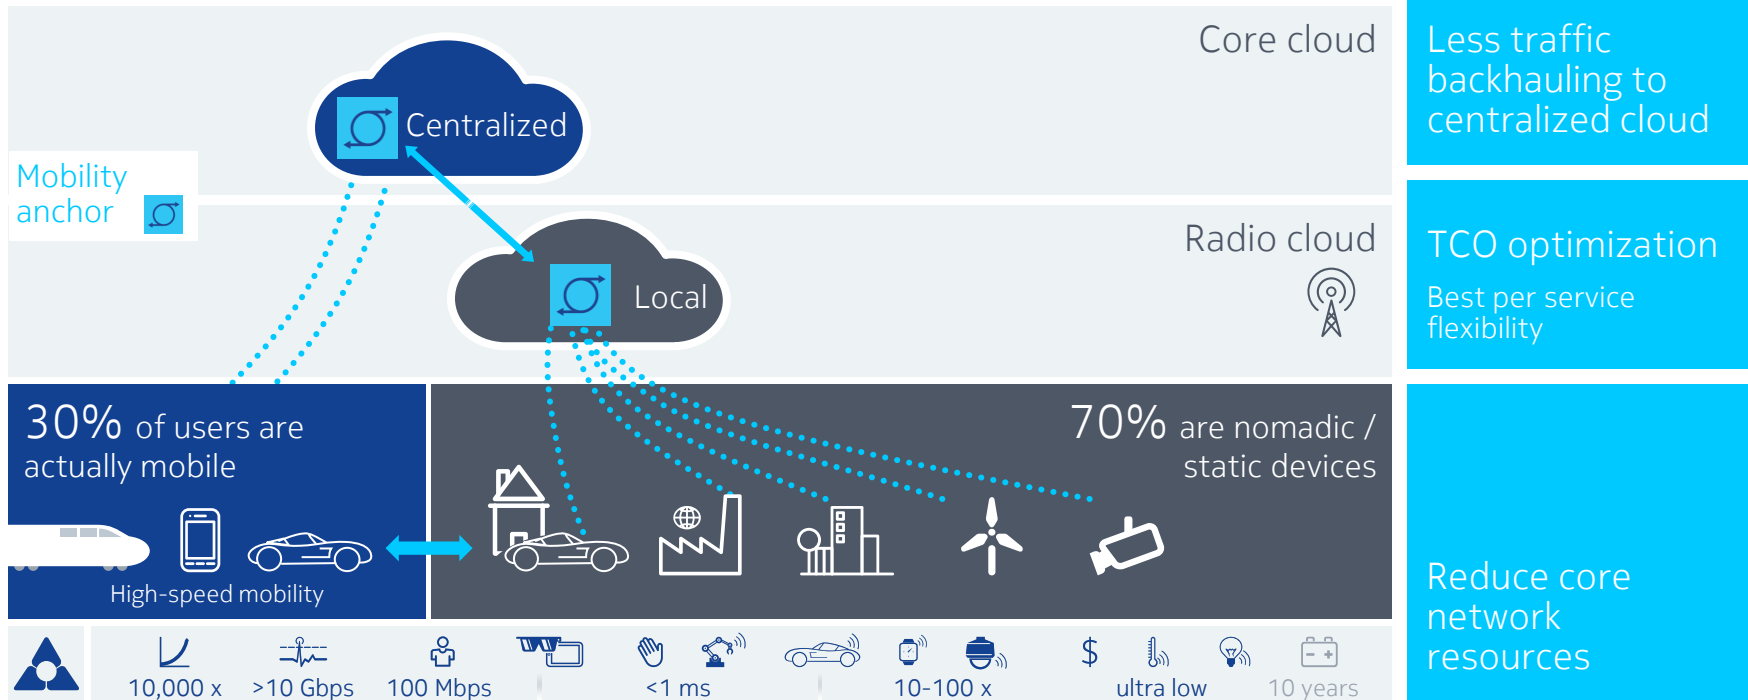 Core cloud
Centralized
Mobility
anchor
Radio cloud
Local
30% of users are
actually mobile
High-speed mobility
70% are nomadic /
static devices
Less traffic
backhauling to
centralized cloud
TCO optimization
Best per service
flexibility
Reduce core
network
resources
$
10,000 x
>10 Gbps
100 Mbps
<1 ms
10-100 x
ultra low
10 years